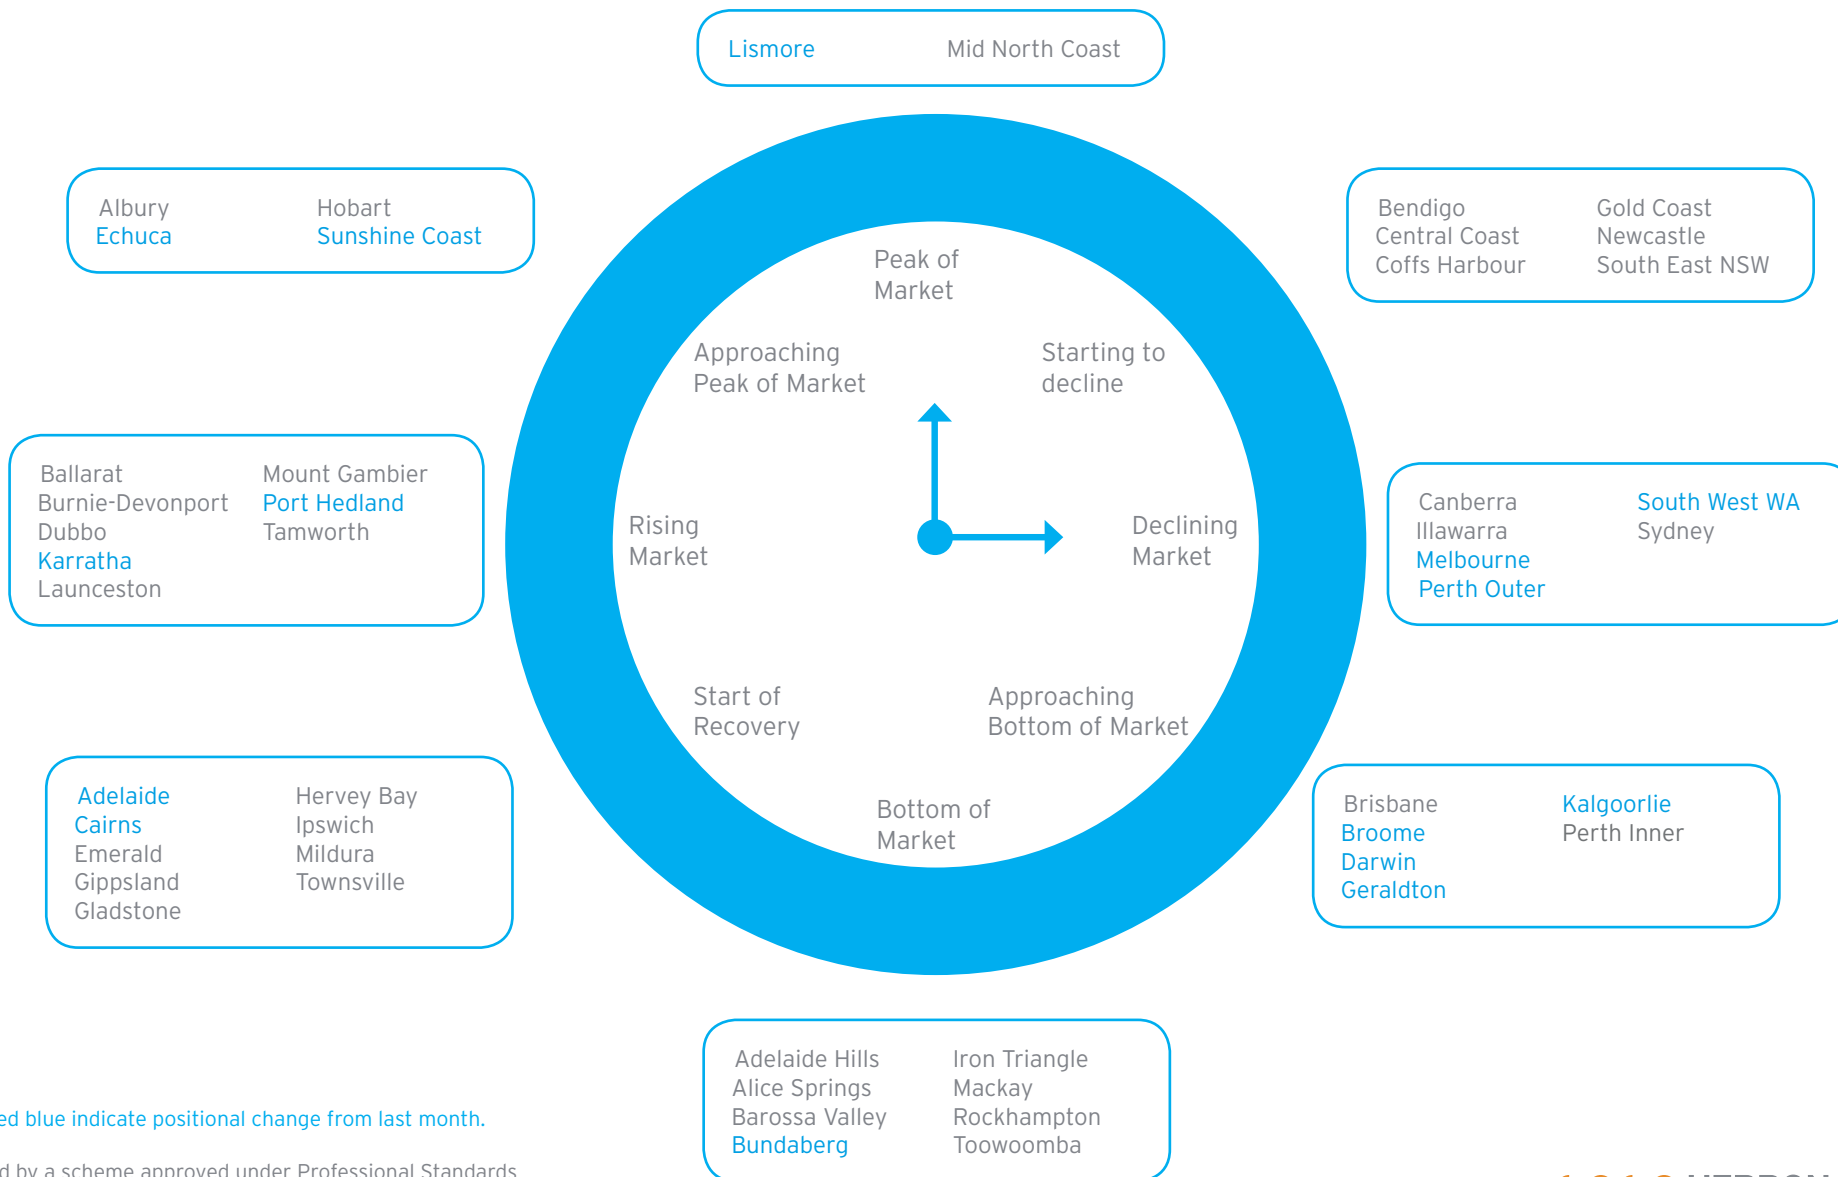 Lismore Mid North Coast
Albury Hobart
Echuca Sunshine Coast
Bendigo Gold Coast
Central Coast Newcastle
Coffs Harbour South East NSW
Peak of
Market
Approaching
Peak of Market
Starting to
decline
Ballarat Mount Gambier
Burnie-Devonport Port Hedland
Dubbo Tamworth
Karratha
Launceston
Rising
Market
Declining
Market
Canberra South West WA
Illawarra Sydney
Melbourne
Perth Outer
Start of
Recovery
Approaching
Bottom of Market
Bottom of
Market
Adelaide Hervey Bay
Cairns Ipswich
Emerald Mildura
Gippsland Townsville
Gladstone
Brisbane Kalgoorlie
Broome Perth Inner
Darwin
Geraldton
Adelaide Hills Iron Triangle
Alice Springs Mackay
Barossa Valley Rockhampton
Bundaberg Toowoomba
ed blue indicate positional change from last month.
d by a scheme approved under Professional Standards